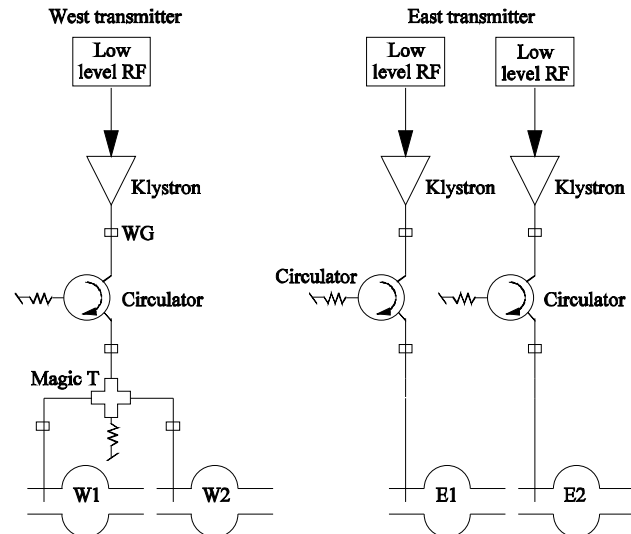 West transmitter
East transmitter
Low
level RF
Low
level RF
Low
level RF
Klystron
Klystron
Klystron
WG
Circulator
Circulator
Circulator
Magic T
W1
W2
E1
E2